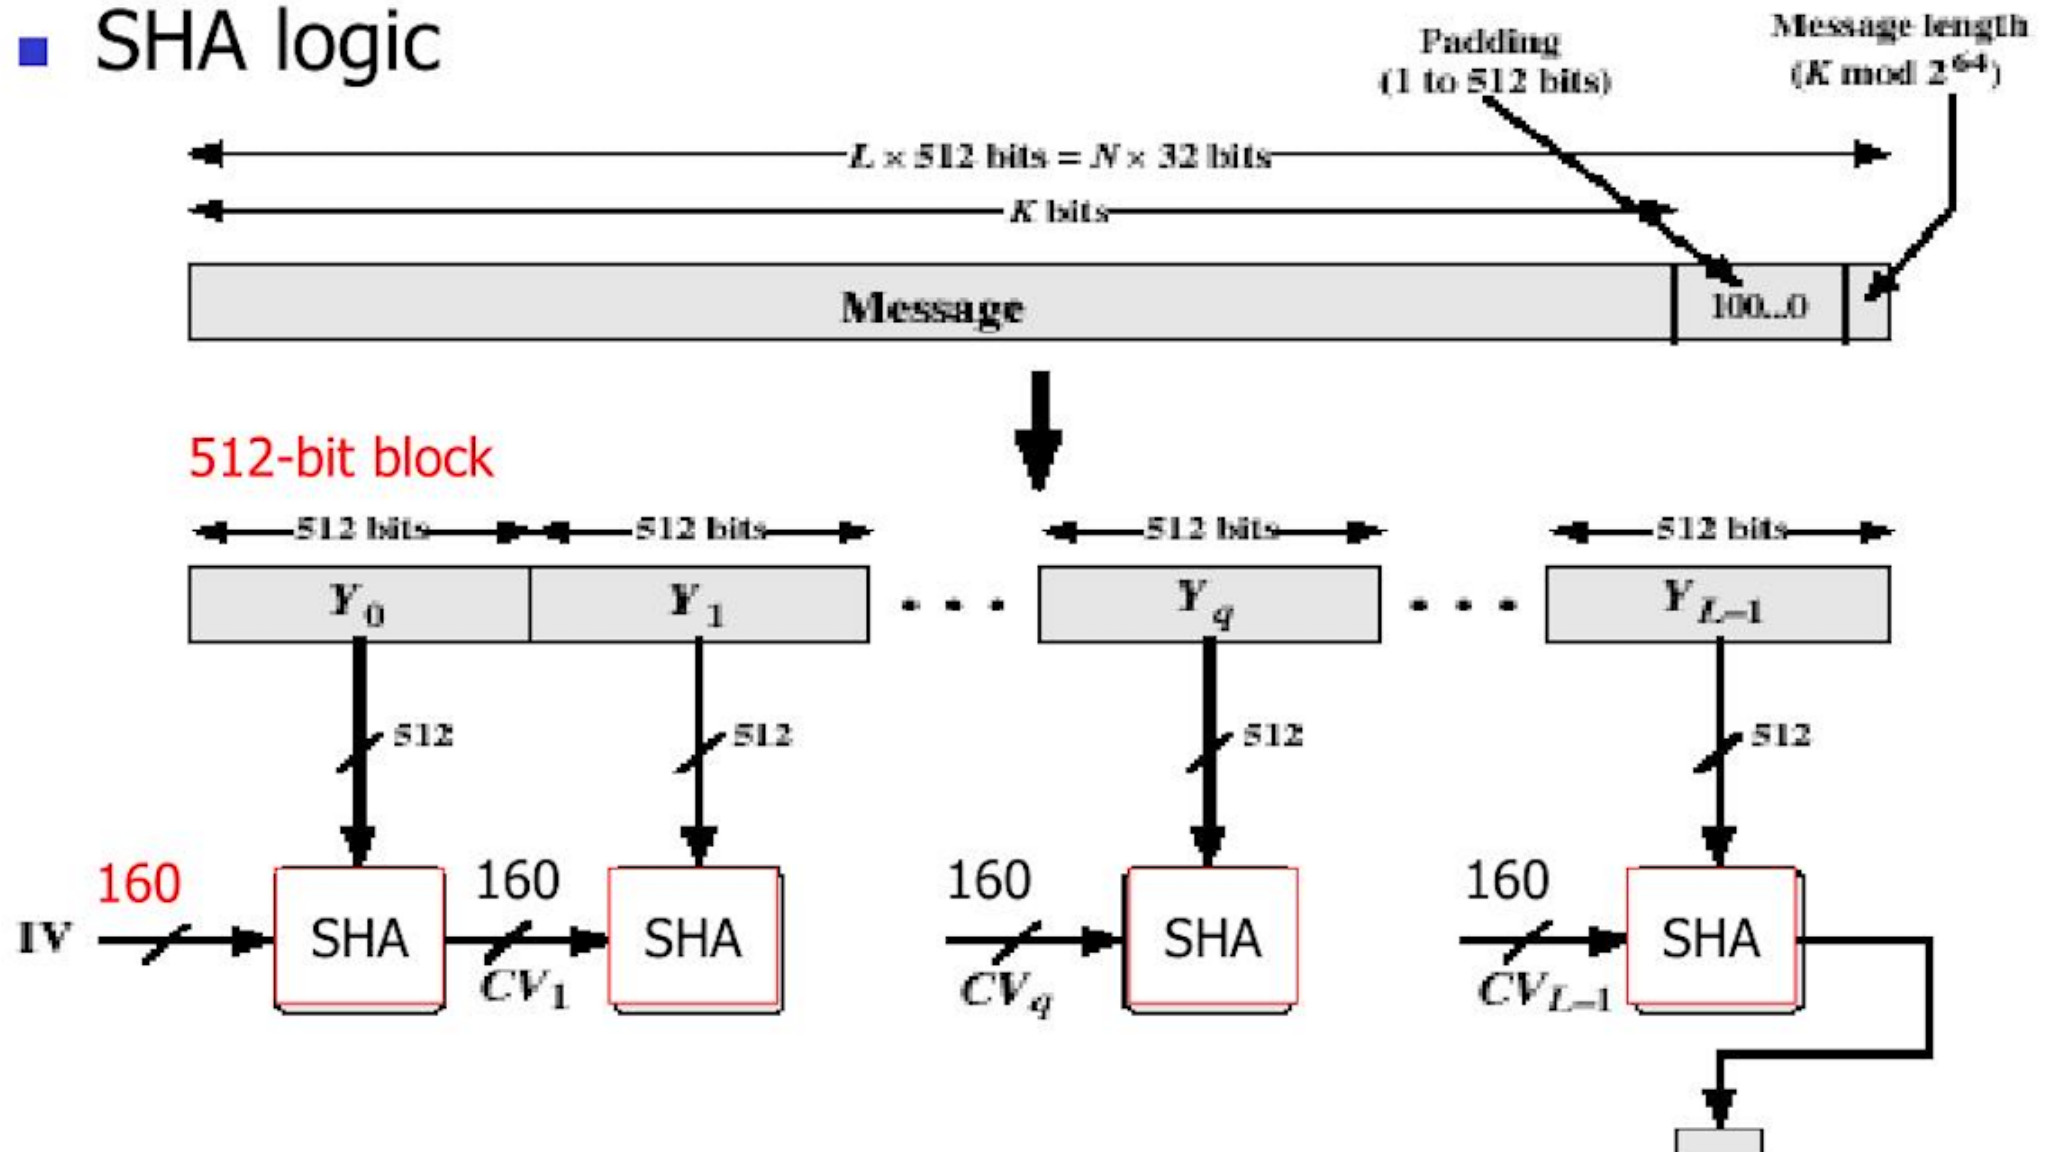 ■ SHA logic
Padding
(1 to 512 bits)
Message length
(K mod 2^64)
L × 512 bits = N × 32 bits
K bits
Message
100...0
512-bit block
512 bits 512 bits 512 bits 512 bits
Y0 Y1 . . . Yq . . . YL–1
512 512 512 512
160 160 160 160
IV SHA SHA SHA SHA
CV1 CVq CVL–1